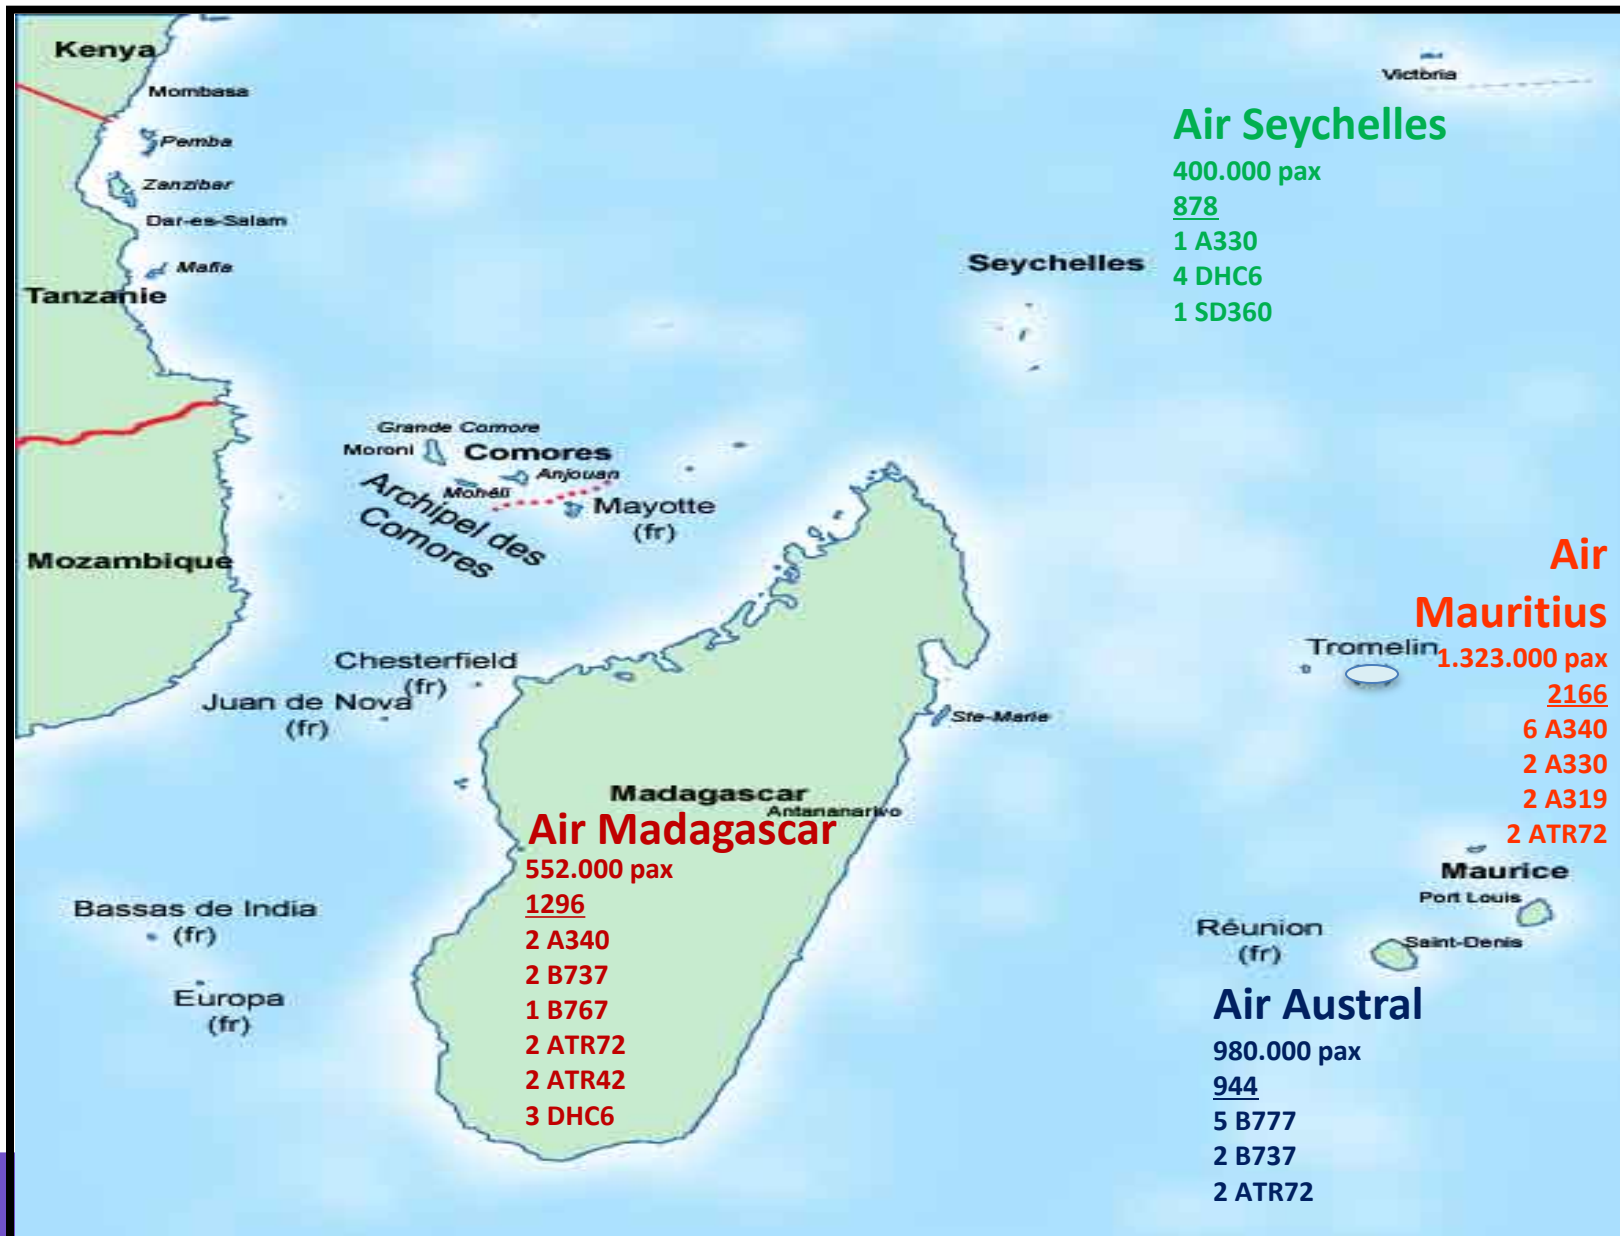 Kenya
Mombasa
Pemba
Zanzibar
Dar-es-Salam
Mafia
Tanzanie
Mozambique
Victoria
Air Seychelles
400.000 pax
878
1 A330
4 DHC6
1 SD360
Seychelles
Grande Comore
Moroni
Comores
Anjouan
Mohéli
Archipel des
Comores
Mayotte
(fr)
Chesterfield
(fr)
Juan de Nova
(fr)
Ste-Marie
Madagascar
Antananarivo
Air Madagascar
552.000 pax
1296
2 A340
2 B737
1 B767
2 ATR72
2 ATR42
3 DHC6
Bassas de India
(fr)
Europa
(fr)
Air
Mauritius
Tromelin
1.323.000 pax
2166
6 A340
2 A330
2 A319
2 ATR72
Maurice
Port Louis
Réunion
(fr)
Saint-Denis
Air Austral
980.000 pax
944
5 B777
2 B737
2 ATR72